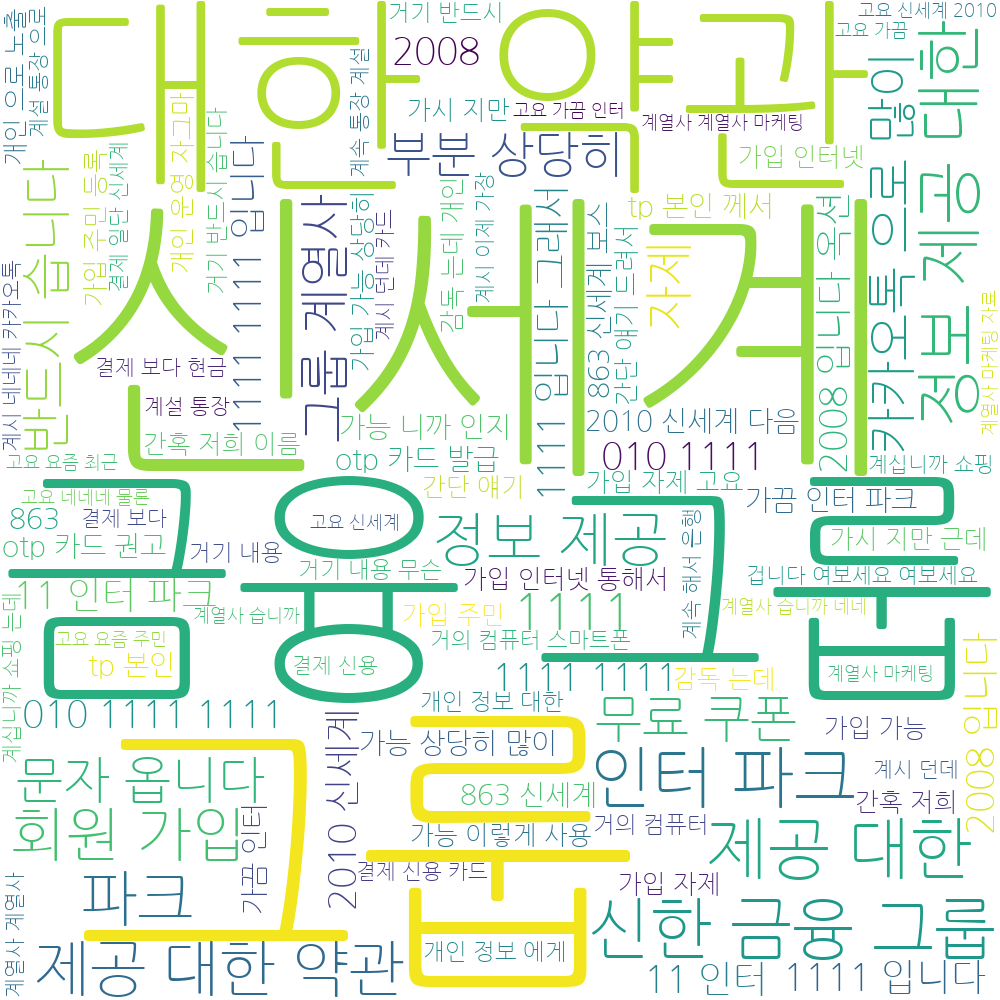 거기 반드시
고요 신세계 2010
대한 약관
2008
고요 가끔
개인 으로 노출
계설 통장 으로
계속 통장 계설
가시 지만
고요 가끔 인터
계열사 계열사 마케팅
많이
대한
부분 상당히
가입 인터넷
tp 본인 께서
반드시 습니다
가입 주민 등록
결제 일단 신세계
개인 운영 자그마
거기 반드시 습니다
입니다
신세계
그룹 계열사
가입 가능 상당히
계시 던데 카드
감독 는데 개인
계시 이제 가장
1111 입니다 그래서
863 신세계 보스
간단 얘기 드려서
자제
2008 입니다 옥션
카카오톡 으로
정보 제공
계열사 마케팅 자료
계시 네네네 카카오톡
1111 1111
결제 보다 현금
계설 통장
간혹 저희 이름
가능 니까 인지
2010 신세계 다음
otp 카드 발급
010 1111
고요 요즘 최근
계십니까 쇼핑
간단 얘기
가입 자제 고요
고요 네네네 물론
가끔 인터 파크
863
결제 보다
고요 신세계
금융
그룹
정보 제공
계속 해서 은행
otp 카드 권고
거기 내용
가시 지만 근데
거기 내용 무슨
가입 인터넷 통해서
겁니다 여보세요 여보세요
11 인터 파크
계열사 습니까
가입 주민
1111
계열사 습니까 네네
고요 요즘 주민
거의 컴퓨터 스마트폰
tp 본인
결제 신용
1111 1111
감독 는데
계열사 마케팅
계십니까 쇼핑 는데
개인 정보 대한
010 1111 1111
무료 쿠폰
가입 가능
2008 입니다
그룹
가능 상당히 많이
2010 신세계
문자 옵니다
인터 파크
계시 던데
863 신세계
간혹 저희
회원 가입
가끔 인터
가능 이렇게 사용
거의 컴퓨터
제공 대한
결제 신용 카드
가입 자제
파크
계열사 계열사
신한 금융 그룹
개인 정보 에게
제공 대한 약관
11 인터
1111 입니다